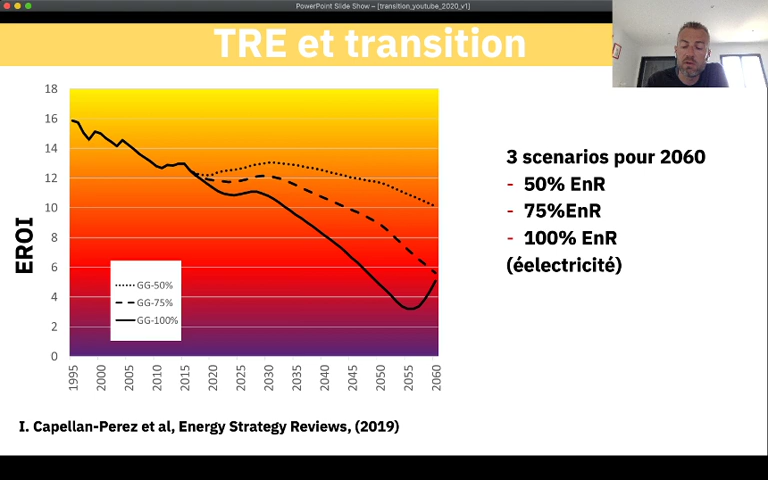 PowerPoint Slide Show – [transition_youtube_2020_v1]
TRE et transition
18
16
14
12
10
8
6
4
2
0
EROI
GG-50%
GG-75%
GG-100%
1995
2000
2005
2010
2015
2020
2025
2030
2035
2040
2045
2050
2055
2060
3 scenarios pour 2060
- 50% EnR
- 75%EnR
- 100% EnR
(éelectricité)
I. Capellan-Perez et al, Energy Strategy Reviews, (2019)